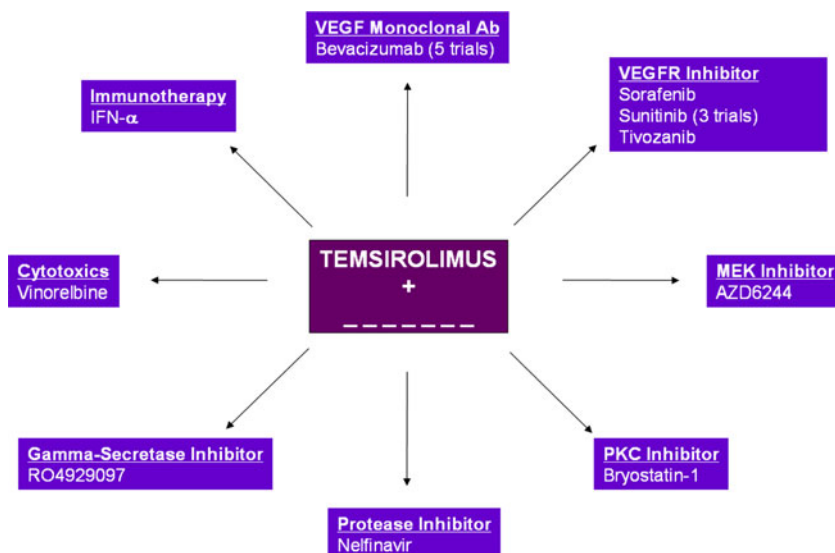 VEGF Monoclonal Ab
Bevacizumab (5 trials)
VEGFR Inhibitor
Sorafenib
Sunitinib (3 trials)
Tivozanib
Immunotherapy
IFN-α
TEMSIROLIMUS
+
_ _ _ _ _ _ _
Cytotoxics
Vinorelbine
MEK Inhibitor
AZD6244
Gamma-Secretase Inhibitor
RO4929097
PKC Inhibitor
Bryostatin-1
Protease Inhibitor
Nelfinavir